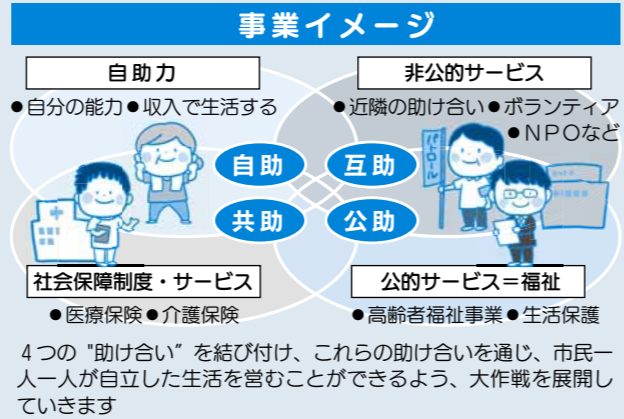 事業イメージ
自助力
●自分の能力●収入で生活する
非公的サービス
●近隣の助け合い●ボランティア
●NPOなど
パトロール
自助
互助
共助
公助
社会保障制度・サービス
●医療保険●介護保険
公的サービス＝福祉
●高齢者福祉事業●生活保護
4つの“助け合い”を結び付け、これらの助け合いを通じ、市民一
人一人が自立した生活を営むことができるよう、大作戦を展開し
ていきます